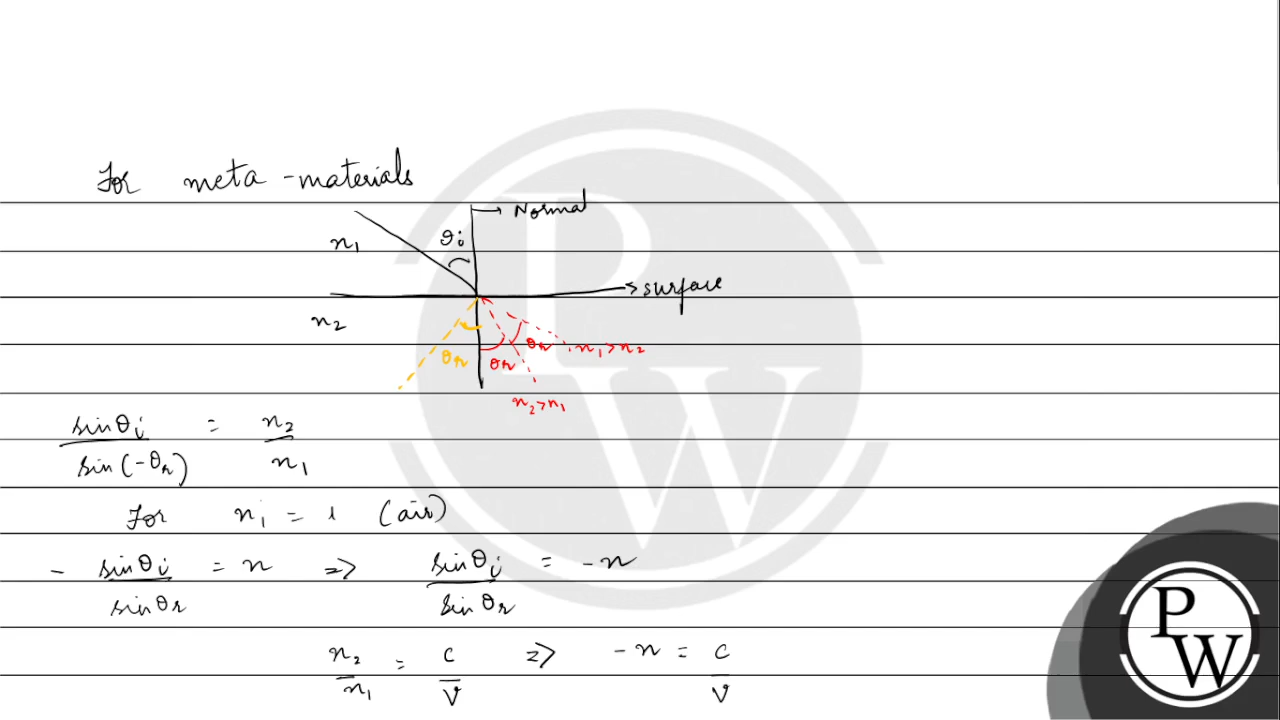 For meta-materials
Normal
n₁
θi
surface
n₂
θr
θr
θr
n₁>n₂
n₂>n₁
sinθi / sin(-θr) = n₂ / n₁
For n₁ = 1 (air)
- sinθi / sinθr = n => sinθi / sinθr = -n
n₂ / n₁ = c / v => -n = c / v
P
W
P
W